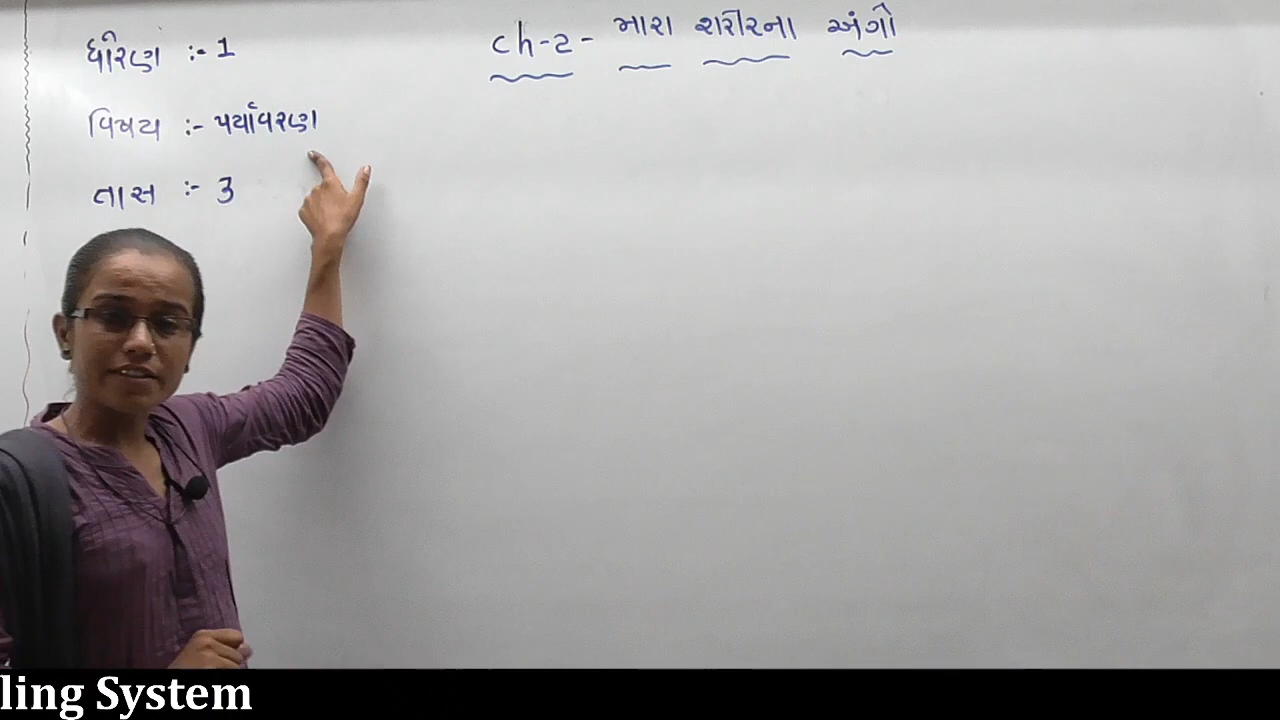 ધોરણ :- 1
Ch-2- મારા શરીરના અંગો
વિષય :- પર્યાવરણ
તાસ :- 3
ling System